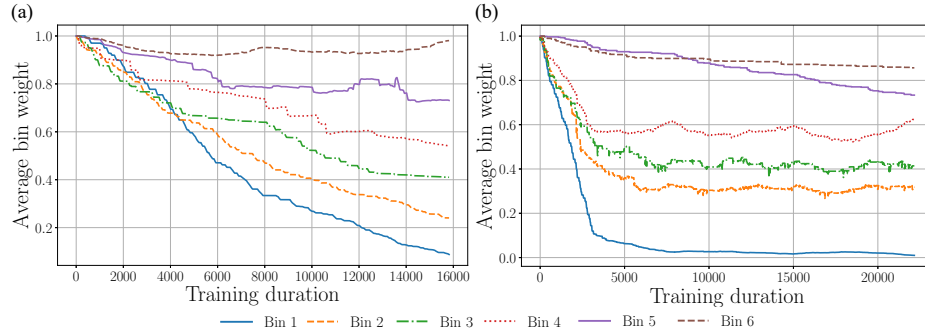 (a)
(b)
Average bin weight
1.0
0.8
0.6
0.4
0.2
0
2000
4000
6000
8000
10000
12000
14000
16000
Training duration
Average bin weight
1.0
0.8
0.6
0.4
0.2
0.0
0
5000
10000
15000
20000
Training duration
Bin 1
Bin 2
Bin 3
Bin 4
Bin 5
Bin 6